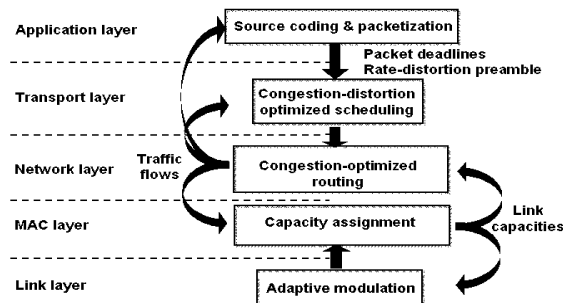 Application layer
Source coding & packetization
Packet deadlines
Rate-distortion preamble
Transport layer
Congestion-distortion
optimized scheduling
Network layer
Traffic
flows
Congestion-optimized
routing
MAC layer
Capacity assignment
Link
capacities
Link layer
Adaptive modulation